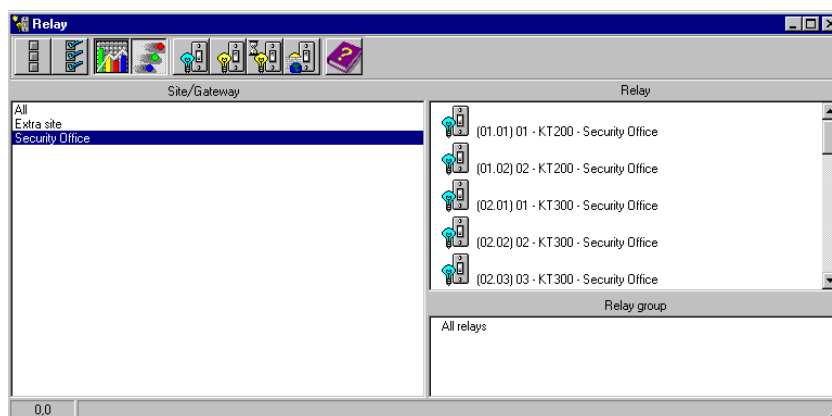 Relay
Site/Gateway
All
Extra site
Security Office
Relay
(01.01) 01 - KT200 - Security Office
(01.02) 02 - KT200 - Security Office
(02.01) 01 - KT300 - Security Office
(02.02) 02 - KT300 - Security Office
(02.03) 03 - KT300 - Security Office
Relay group
All relays
0,0